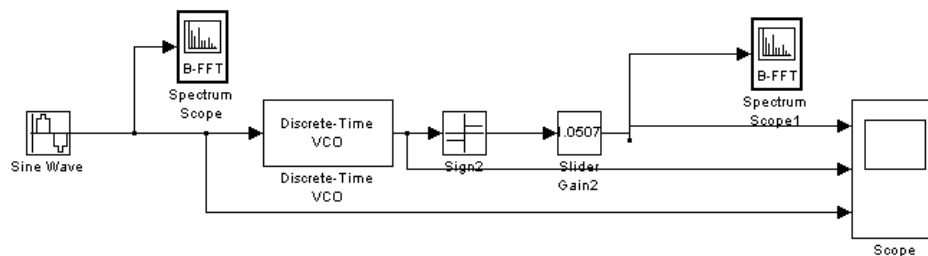 B-FFT
Spectrum
Scope
B-FFT
Spectrum
Scope1
Sine Wave
Discrete-Time
VCO
Discrete-Time
VCO
Sign2
1.0507
Slider
Gain2
Scope